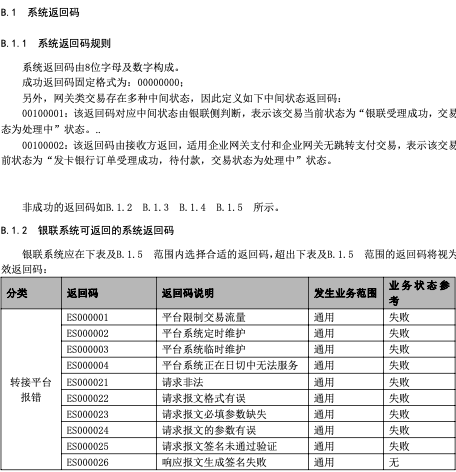 B.1 系统返回码
B.1.1 系统返回码规则
系统返回码由8位字母及数字构成。
成功返回码固定格式为：00000000；
另外，网关类交易存在多种中间状态，因此定义如下中间状态返回码：
00100001：该返回码对应中间状态由银联侧判断，表示该交易当前状态为“银联受理成功，交易
态为处理中”状态。..
00100002：该返回码由接收方返回，适用企业网关支付和企业网关无跳转支付交易，表示该交易
前状态为“发卡银行订单受理成功，待付款，交易状态为处理中”状态。
非成功的返回码如B.1.2 B.1.3 B.1.4 B.1.5 所示。
B.1.2 银联系统可返回的系统返回码
银联系统应在下表及B.1.5 范围内选择合适的返回码，超出下表及B.1.5 范围的返回码将视为
效返回码：
分类 返回码 返回码说明 发生业务范围 业务状态参
考
转接平台
报错
ES000001 平台限制交易流量 通用 失败
ES000002 平台系统定时维护 通用 失败
ES000003 平台系统临时维护 通用 失败
ES000004 平台系统正在日切中无法服务 通用 失败
ES000021 请求非法 通用 失败
ES000022 请求报文格式有误 通用 失败
ES000023 请求报文必填参数缺失 通用 失败
ES000024 请求报文的参数有误 通用 失败
ES000025 请求报文签名未通过验证 通用 失败
ES000026 响应报文生成签名失败 通用 无